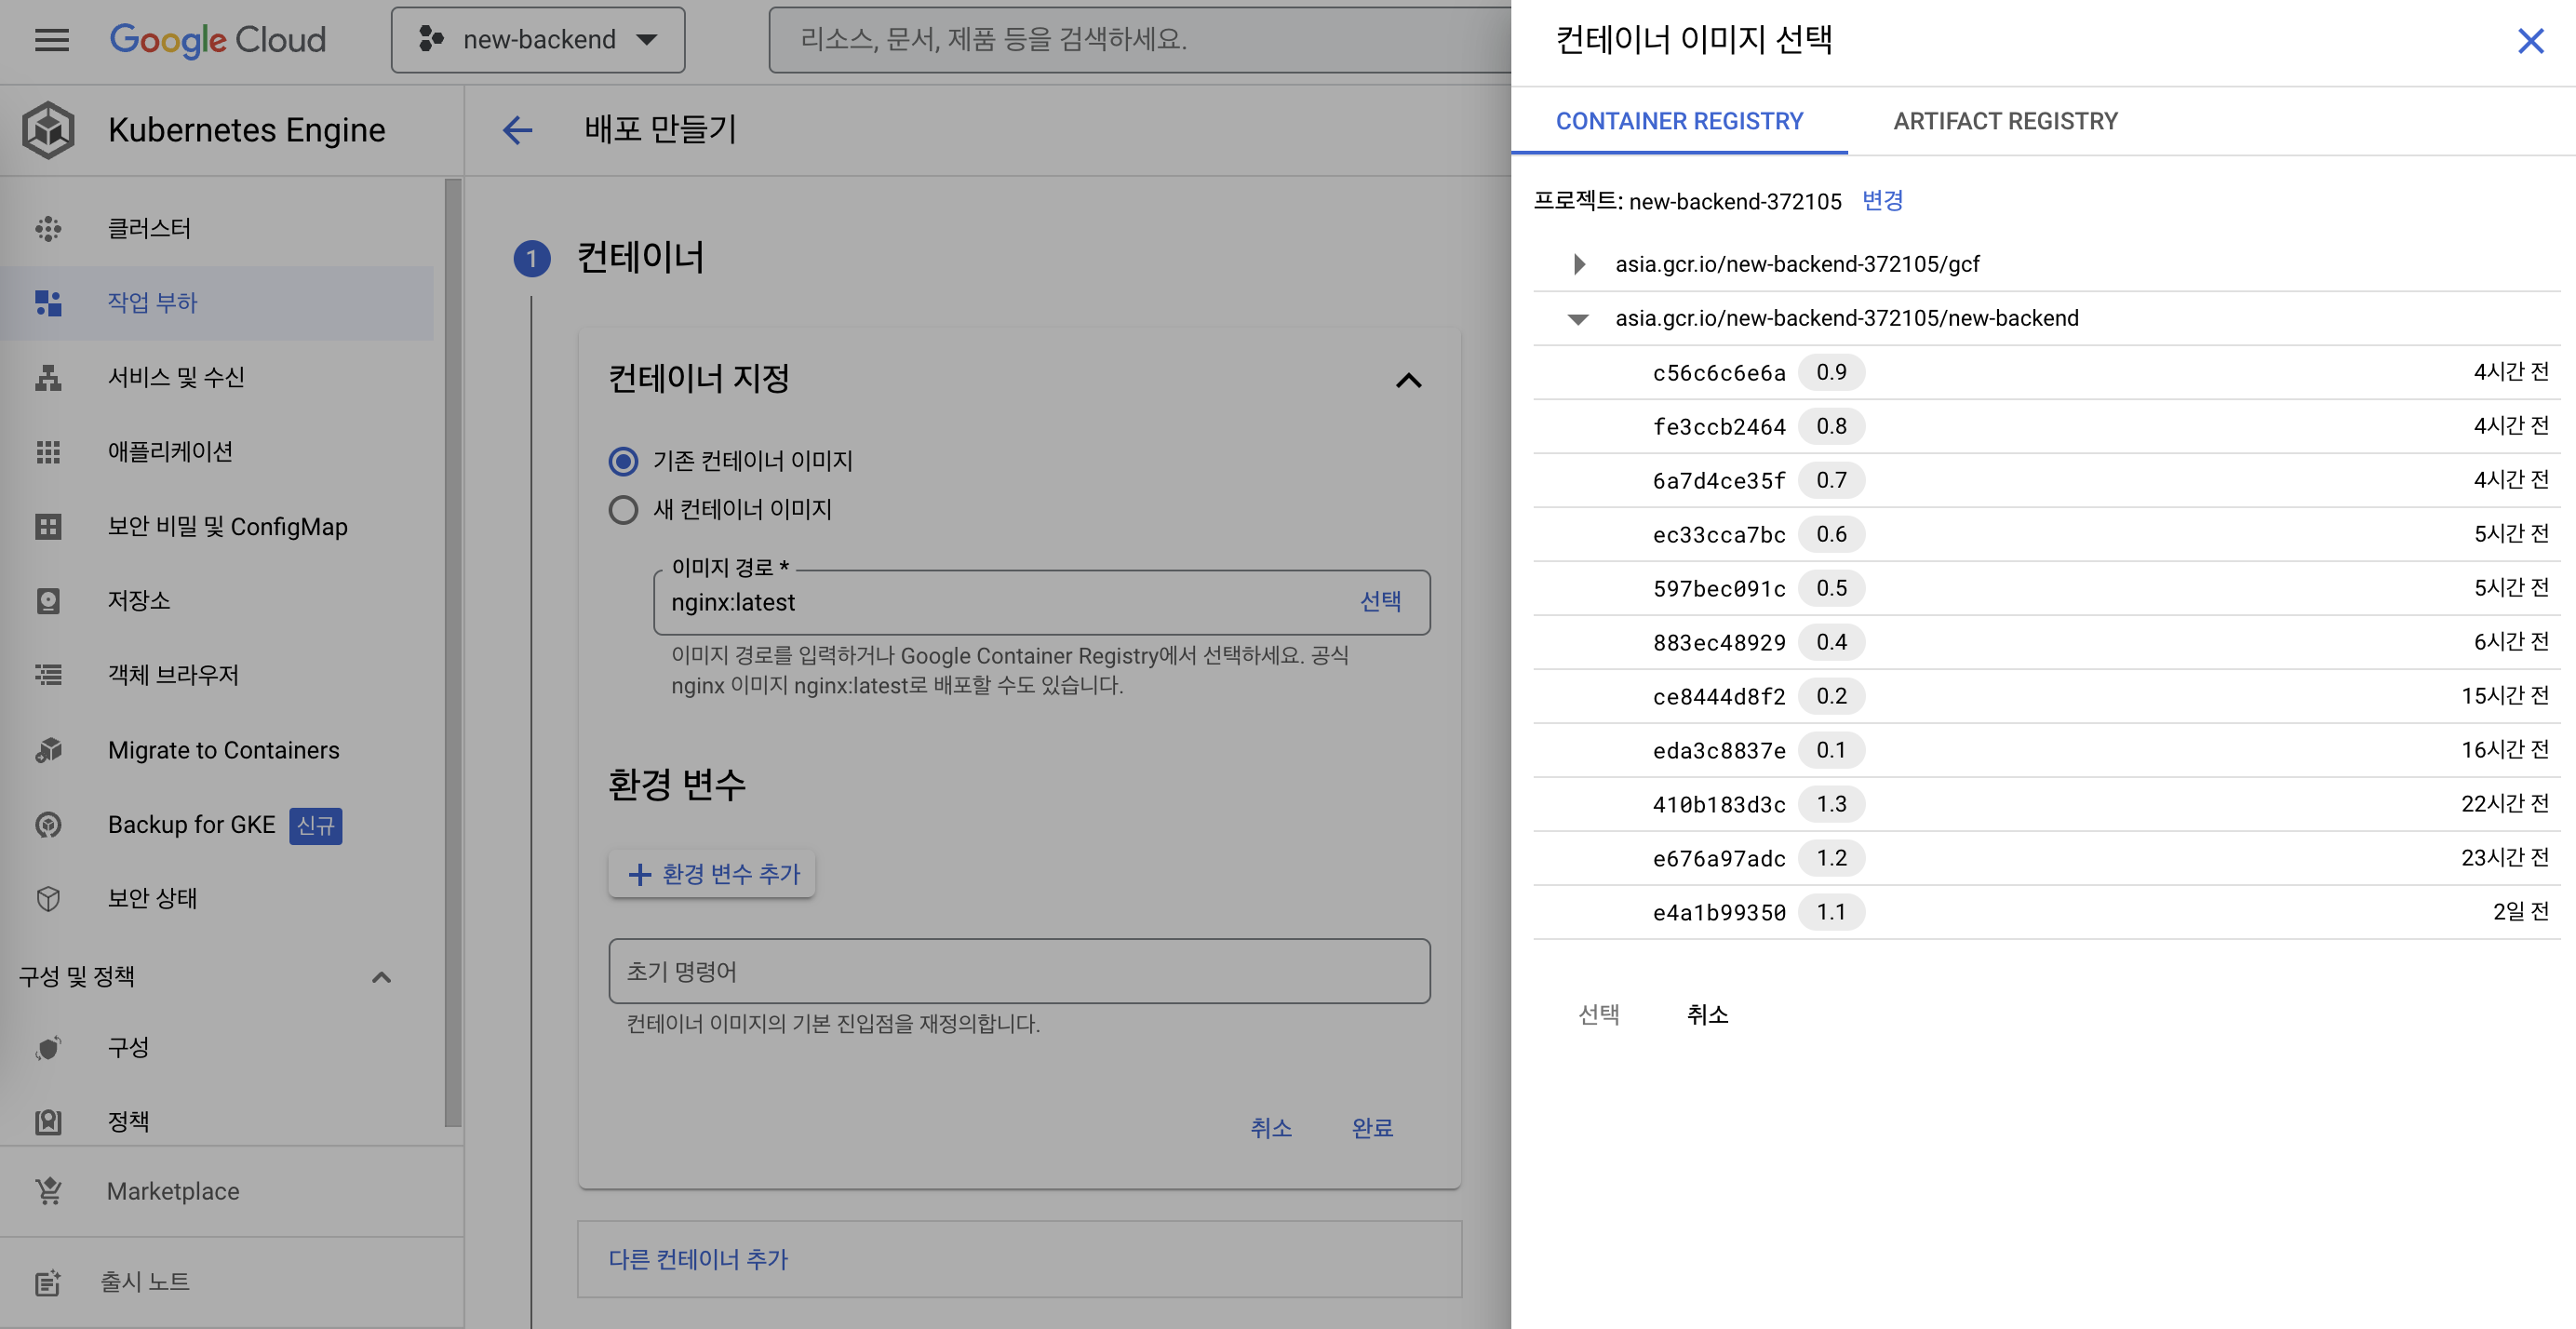 Google Cloud
new-backend
리소스, 문서, 제품 등을 검색하세요.
Kubernetes Engine
클러스터
작업 부하
서비스 및 수신
애플리케이션
보안 비밀 및 ConfigMap
저장소
객체 브라우저
Migrate to Containers
Backup for GKE 신규
보안 상태
구성 및 정책
구성
정책
Marketplace
출시 노트
배포 만들기
1 컨테이너
컨테이너 지정
기존 컨테이너 이미지
새 컨테이너 이미지
이미지 경로 *
nginx:latest 선택
이미지 경로를 입력하거나 Google Container Registry에서 선택하세요. 공식
nginx 이미지 nginx:latest로 배포할 수도 있습니다.
환경 변수
환경 변수 추가
초기 명령어
컨테이너 이미지의 기본 진입점을 재정의합니다.
취소 완료
다른 컨테이너 추가
컨테이너 이미지 선택
CONTAINER REGISTRY ARTIFACT REGISTRY
프로젝트: new-backend-372105 변경
asia.gcr.io/new-backend-372105/gcf
asia.gcr.io/new-backend-372105/new-backend
c56c6c6e6a 0.9 4시간 전
fe3ccb2464 0.8 4시간 전
6a7d4ce35f 0.7 4시간 전
ec33cca7bc 0.6 5시간 전
597bec091c 0.5 5시간 전
883ec48929 0.4 6시간 전
ce8444d8f2 0.2 15시간 전
eda3c8837e 0.1 16시간 전
410b183d3c 1.3 22시간 전
e676a97adc 1.2 23시간 전
e4a1b99350 1.1 2일 전
선택 취소